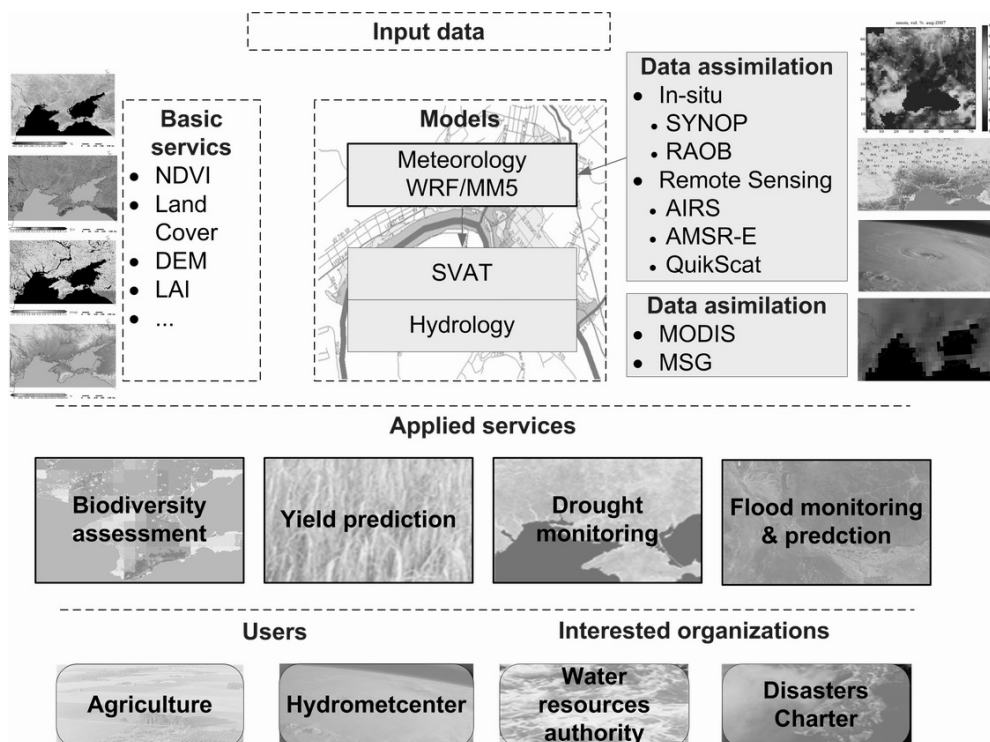 Input data
Basic
servics
• NDVI
• Land
Cover
• DEM
• LAI
• ...
Models
Meteorology
WRF/MM5
SVAT
Hydrology
Data assimilation
• In-situ
• SYNOP
• RAOB
• Remote Sensing
• AIRS
• AMSR-E
• QuikScat
Data asimilation
• MODIS
• MSG
Applied services
Biodiversity
assessment
Yield prediction
Drought
monitoring
Flood monitoring
& predction
Users
Interested organizations
Agriculture
Hydrometcenter
Water
resources
authority
Disasters
Charter